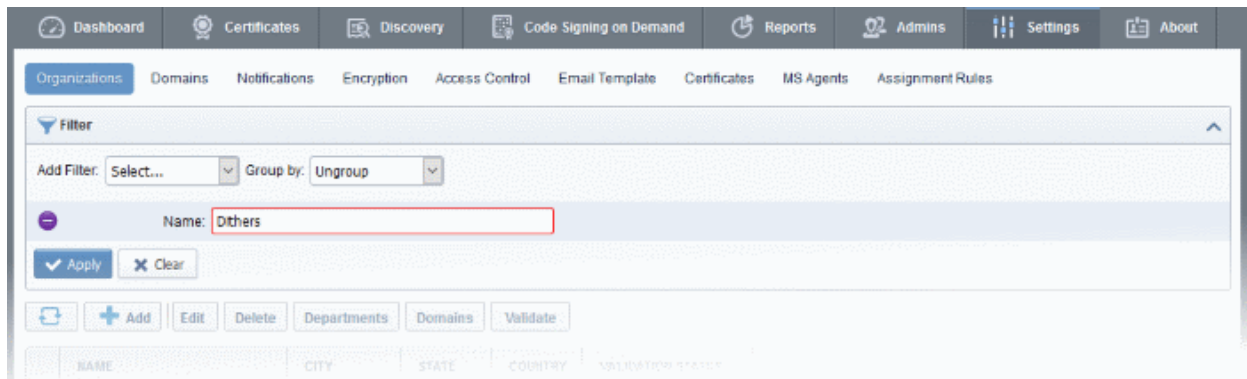 Dashboard Certificates Discovery Code Signing on Demand Reports Admins Settings About
Organizations Domains Notifications Encryption Access Control Email Template Certificates MS Agents Assignment Rules
Filter
Add Filter: Select... Group by: Ungroup
Name: Dithers
Apply Clear
Add Edit Delete Departments Domains Validate
NAME CITY STATE COUNTRY VALIDATION STATUS